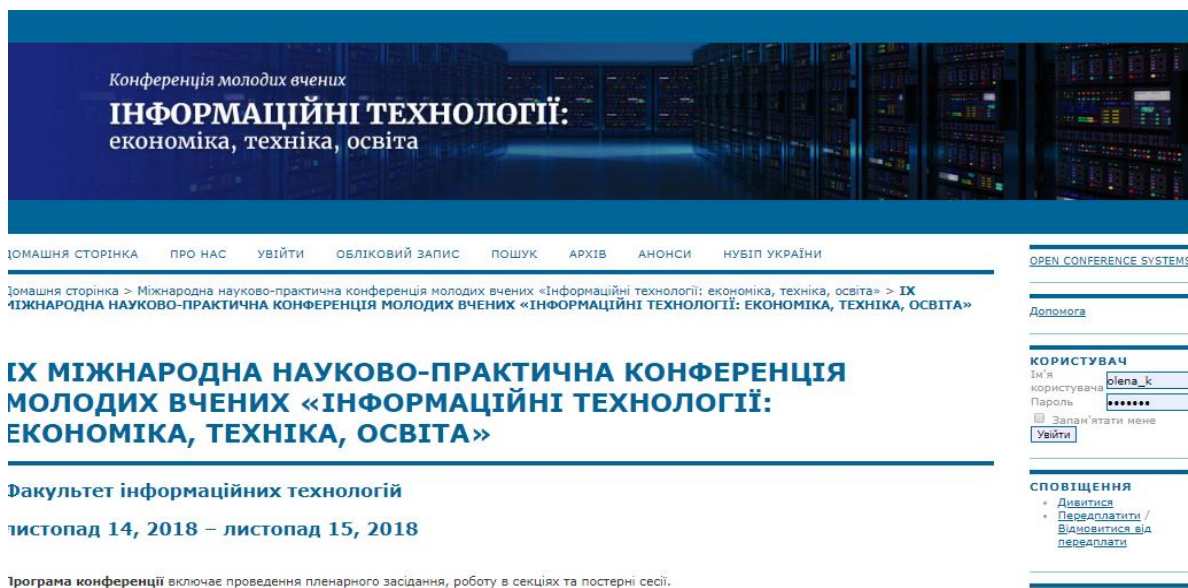 Конференція молодих вчених
ІНФОРМАЦІЙНІ ТЕХНОЛОГІЇ:
економіка, техніка, освіта
ДОМАШНЯ СТОРІНКА ПРО НАС УВІЙТИ ОБЛІКОВИЙ ЗАПИС ПОШУК АРХІВ АНОНСИ НУБІП УКРАЇНИ
Домашня сторінка > Міжнародна науково-практична конференція молодих вчених «Інформаційні технології: економіка, техніка, освіта» > IX
МІЖНАРОДНА НАУКОВО-ПРАКТИЧНА КОНФЕРЕНЦІЯ МОЛОДИХ ВЧЕНИХ «ІНФОРМАЦІЙНІ ТЕХНОЛОГІЇ: ЕКОНОМІКА, ТЕХНІКА, ОСВІТА»
IX МІЖНАРОДНА НАУКОВО-ПРАКТИЧНА КОНФЕРЕНЦІЯ
МОЛОДИХ ВЧЕНИХ «ІНФОРМАЦІЙНІ ТЕХНОЛОГІЇ:
ЕКОНОМІКА, ТЕХНІКА, ОСВІТА»
Факультет інформаційних технологій
листопад 14, 2018 – листопад 15, 2018
Програма конференції включає проведення пленарного засідання, роботу в секціях та постерні сесії.
OPEN CONFERENCE SYSTEMS
Допомога
КОРИСТУВАЧ
Ім'я
користувача olena_k
Пароль •••••••
Запам'ятати мене
Увійти
СПОВІЩЕННЯ
Дивитися
Передплатити /
Відмовитися від
передплати